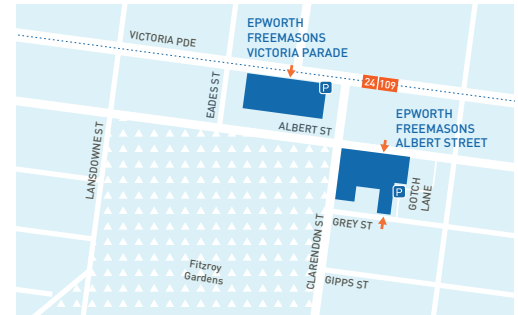 EPWORTH
FREEMASONS
VICTORIA PARADE
VICTORIA PDE
EADES ST
P
24 109
ALBERT ST
EPWORTH
FREEMASONS
ALBERT STREET
LANSDOWNE ST
P
GOTCH
LANE
GREY ST
CLARENDON ST
Fitzroy
Gardens
GIPPS ST